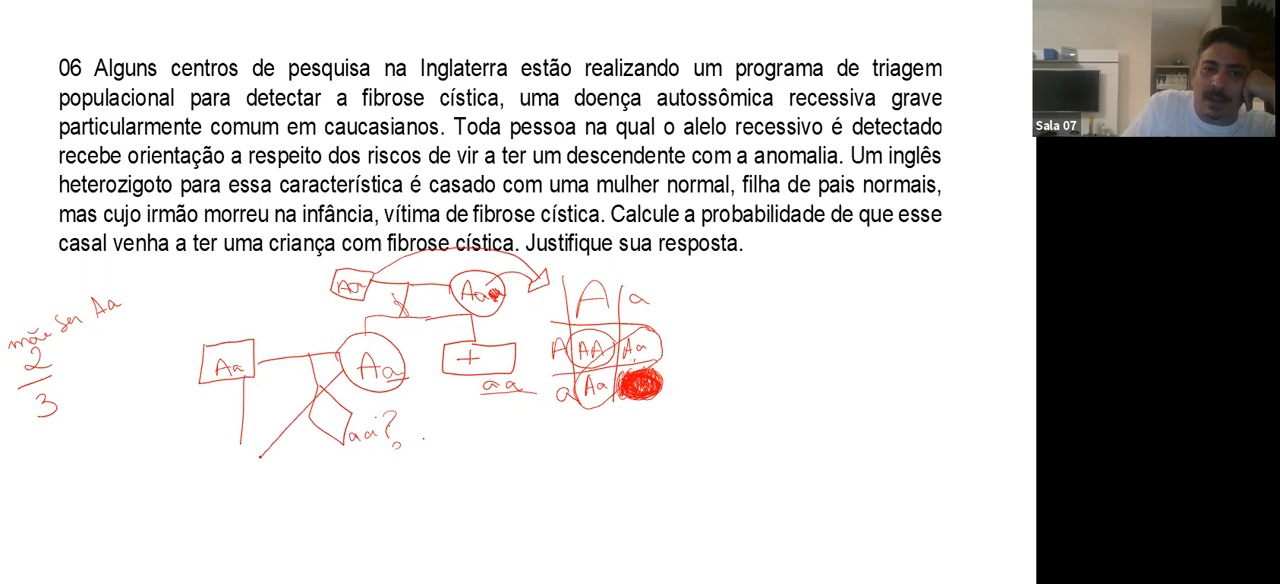 06 Alguns centros de pesquisa na Inglaterra estão realizando um programa de triagem
populacional para detectar a fibrose cística, uma doença autossômica recessiva grave
particularmente comum em caucasianos. Toda pessoa na qual o alelo recessivo é detectado
recebe orientação a respeito dos riscos de vir a ter um descendente com a anomalia. Um inglês
heterozigoto para essa característica é casado com uma mulher normal, filha de pais normais,
mas cujo irmão morreu na infância, vítima de fibrose cística. Calcule a probabilidade de que esse
casal venha a ter uma criança com fibrose cística. Justifique sua resposta.
Sala 07
mãe ser Aa
2
3
Aa
Aa
A a
A AA Aa
a Aa
Aa
Aa
+
aa
aa?